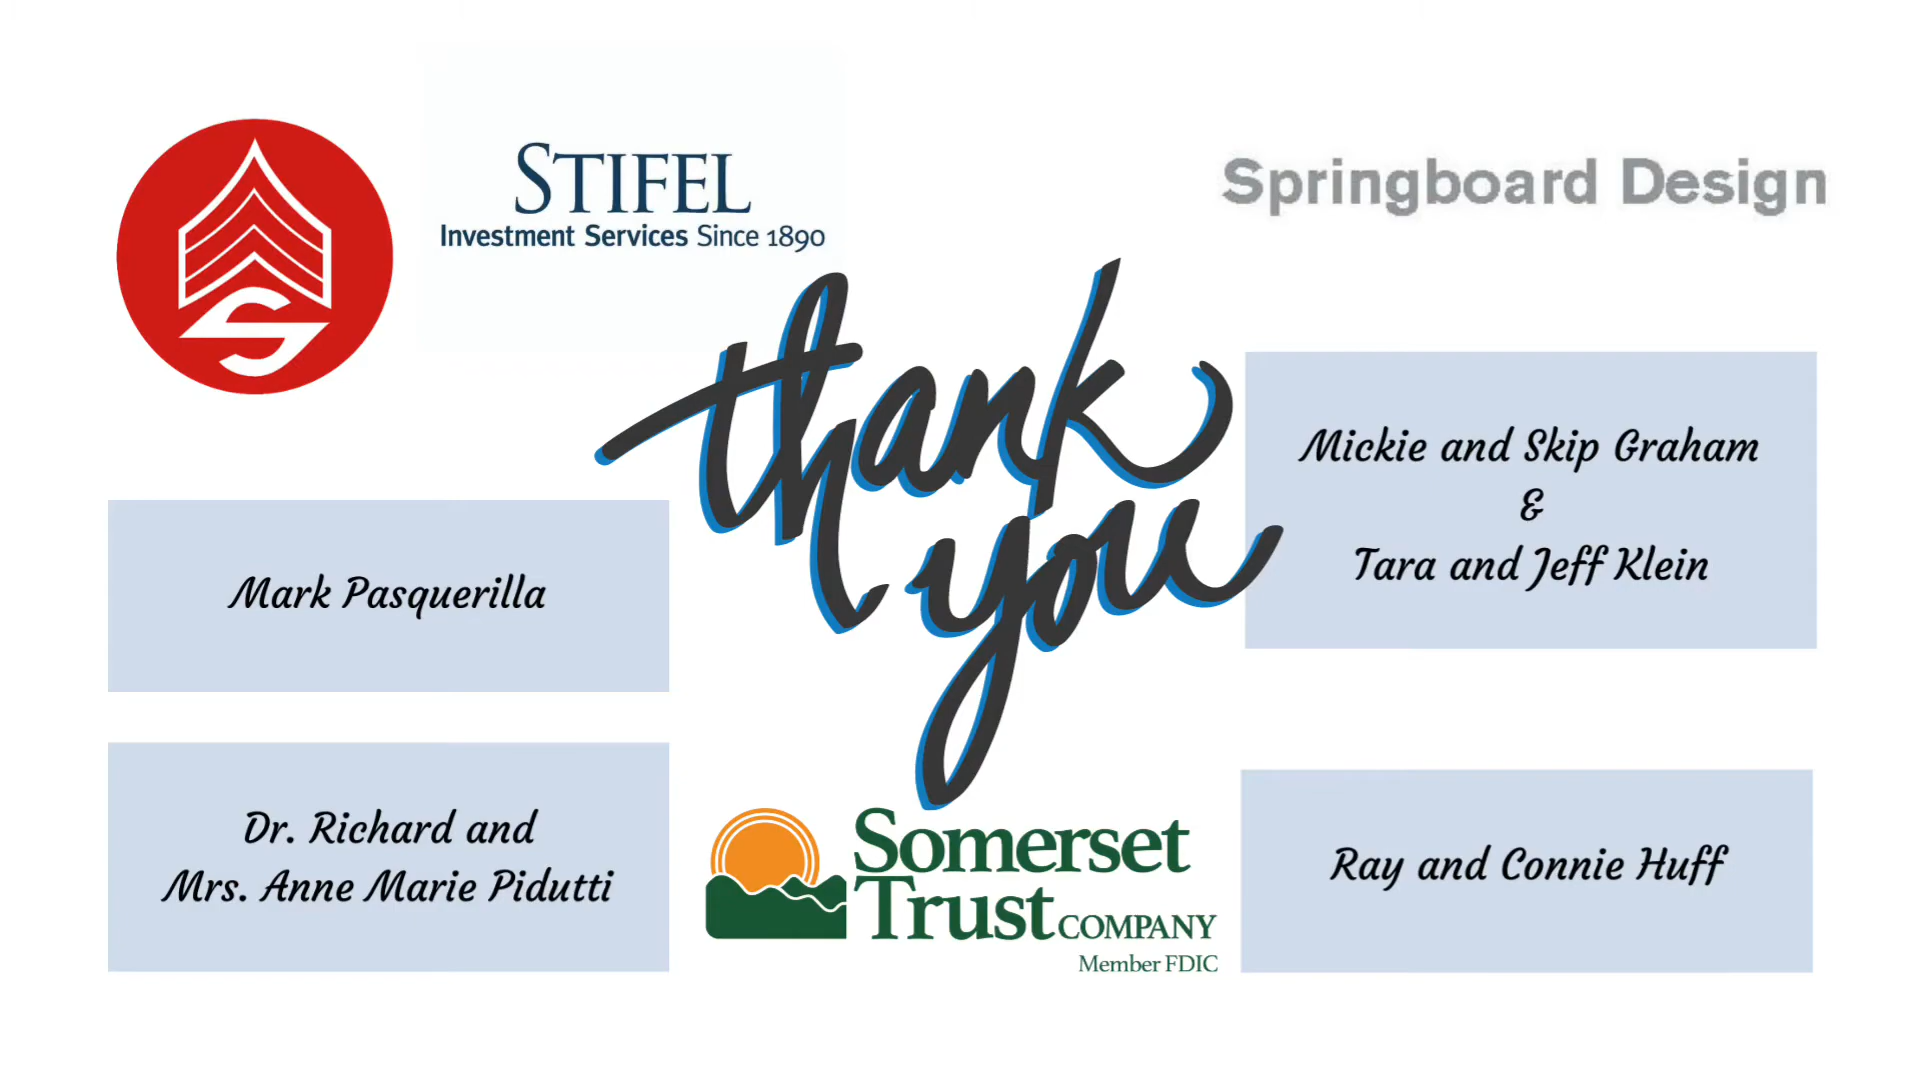 STIFEL
Investment Services Since 1890
Springboard Design
thank
you
Mickie and Skip Graham
&
Tara and Jeff Klein
Mark Pasquerilla
Dr. Richard and
Mrs. Anne Marie Pidutti
Somerset
Trust COMPANY
Member FDIC
Ray and Connie Huff